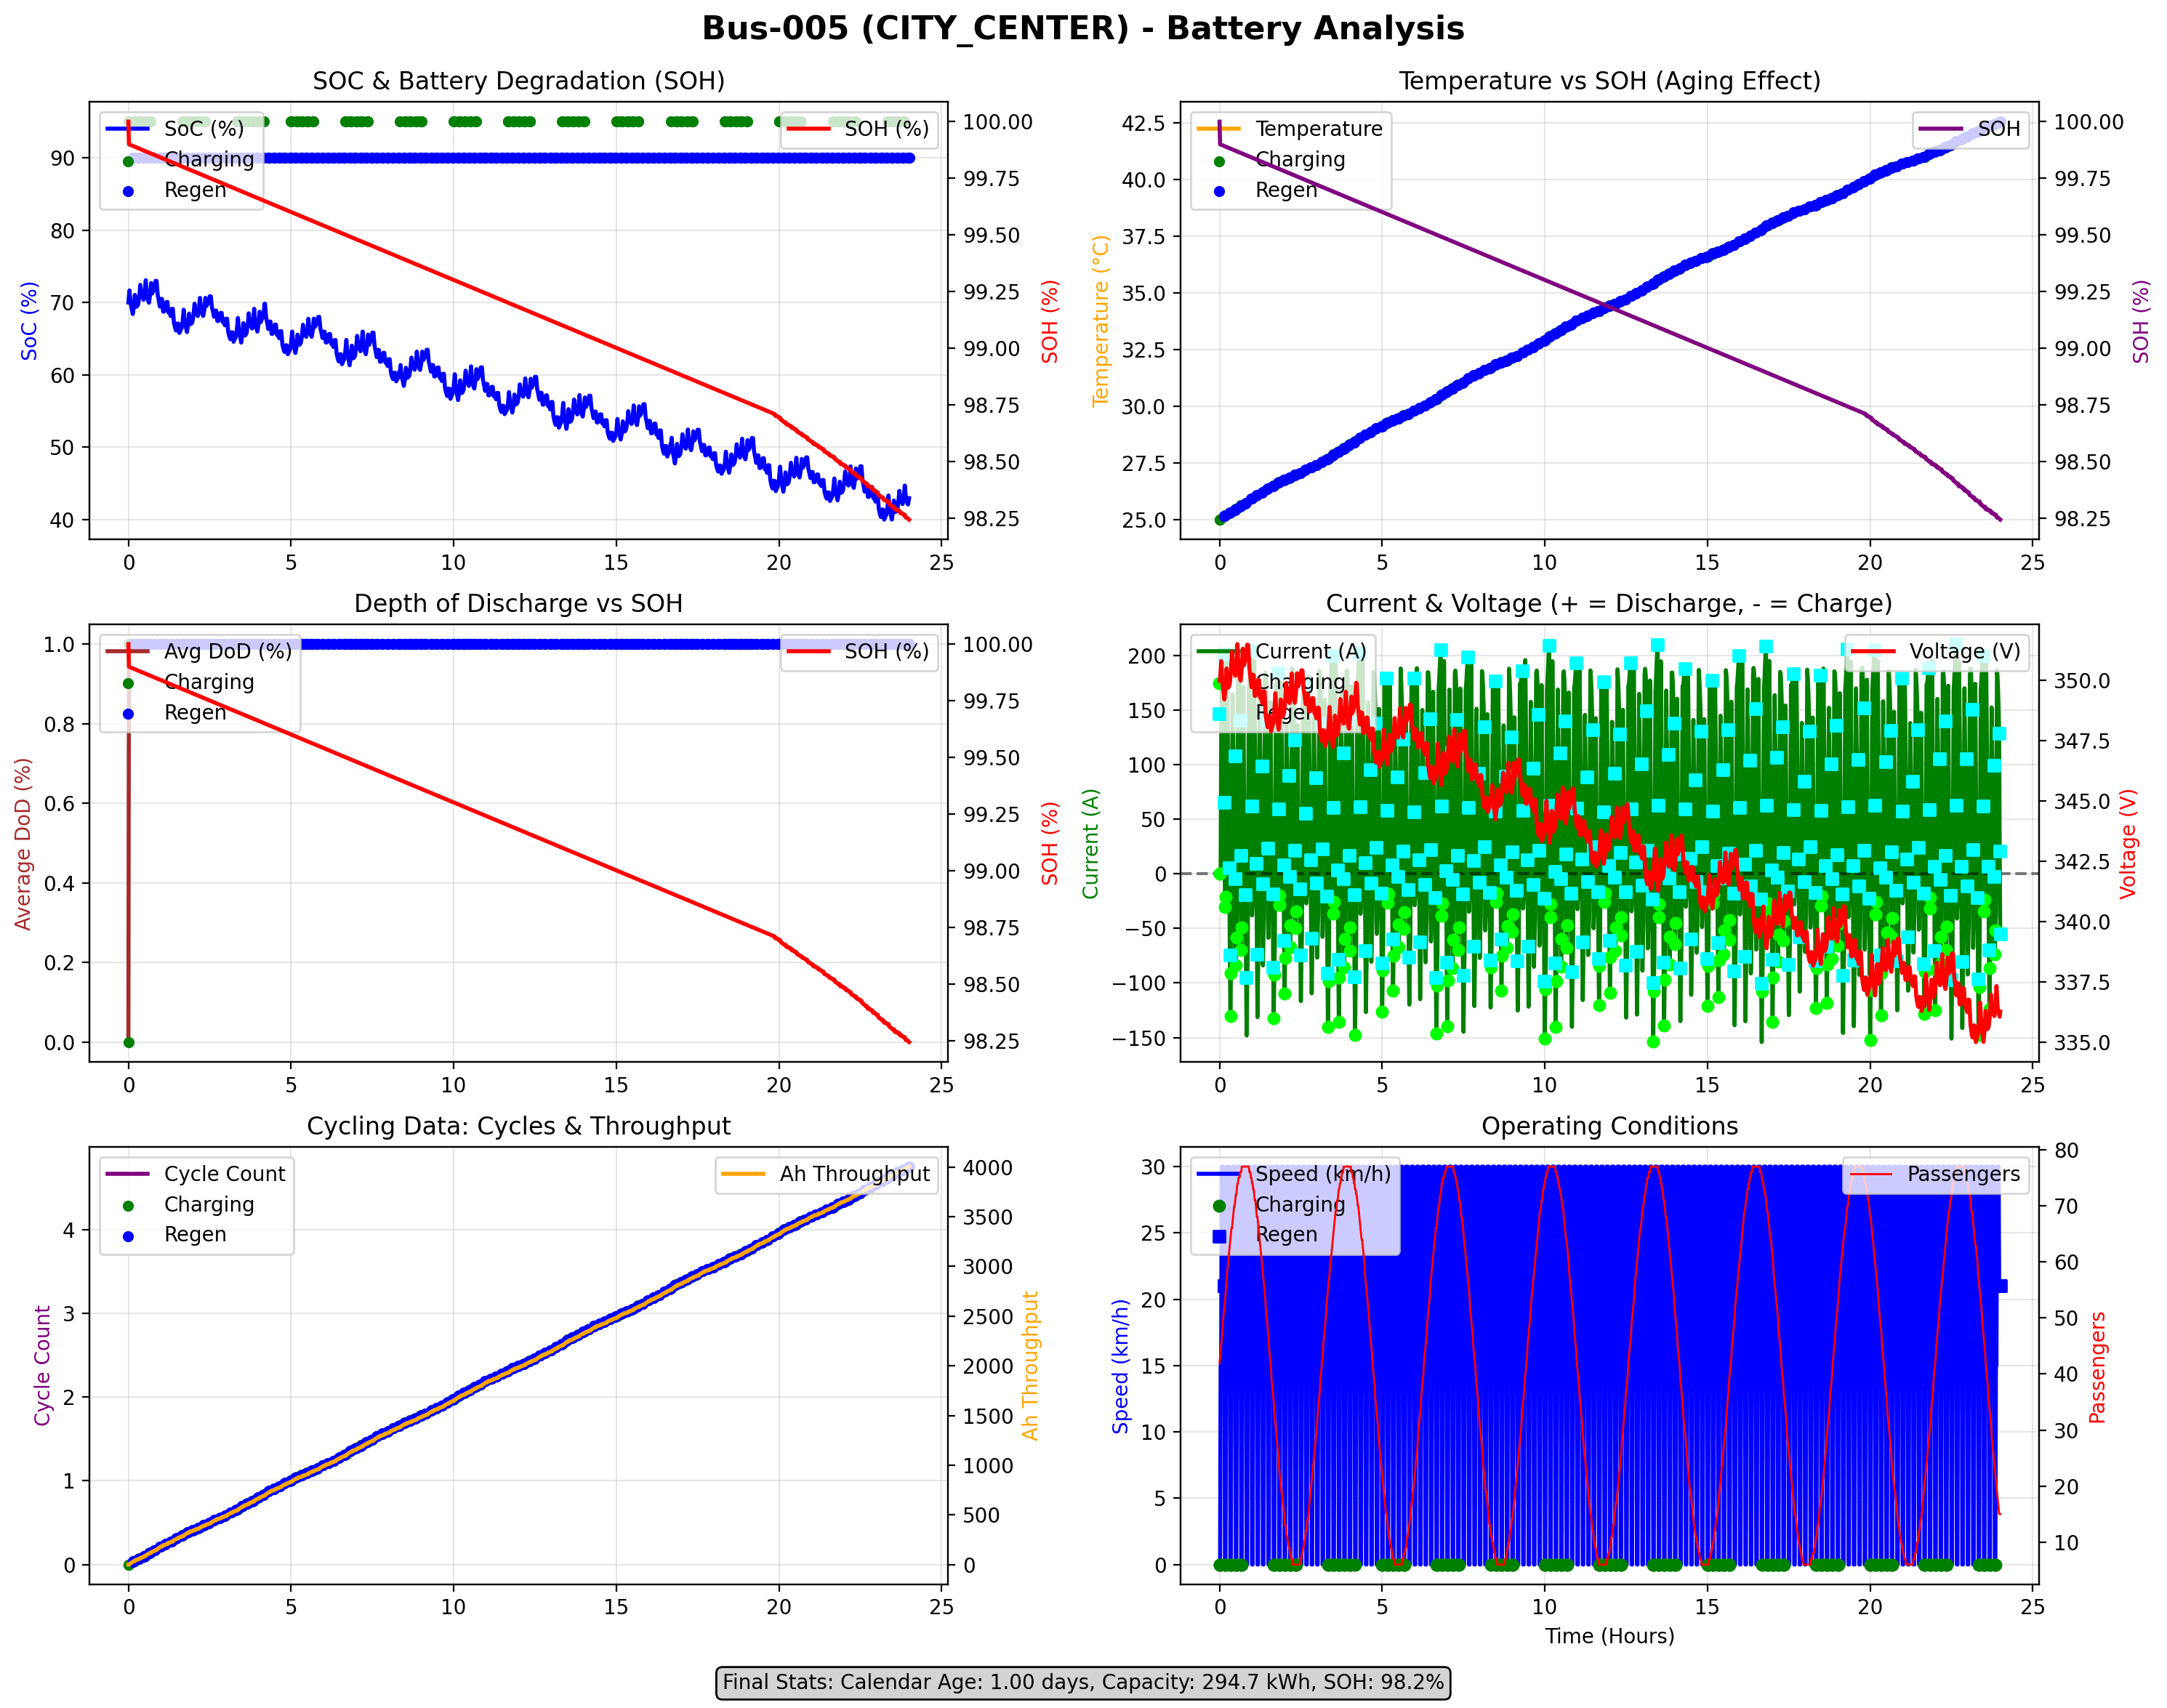 Bus-005 (CITY_CENTER) - Battery Analysis
SOC & Battery Degradation (SOH)
SoC (%)
Charging
Regen
SOH (%)
90
80
70
60
50
40
SoC (%)
100.00
99.75
99.50
99.25
99.00
98.75
98.50
98.25
SOH (%)
0 5 10 15 20 25
Temperature vs SOH (Aging Effect)
Temperature
Charging
Regen
SOH
42.5
40.0
37.5
35.0
32.5
30.0
27.5
25.0
Temperature (°C)
100.00
99.75
99.50
99.25
99.00
98.75
98.50
98.25
SOH (%)
0 5 10 15 20 25
Depth of Discharge vs SOH
Avg DoD (%)
Charging
Regen
SOH (%)
1.0
0.8
0.6
0.4
0.2
0.0
Average DoD (%)
100.00
99.75
99.50
99.25
99.00
98.75
98.50
98.25
SOH (%)
0 5 10 15 20 25
Current & Voltage (+ = Discharge, - = Charge)
Current (A)
Charging
Regen
Voltage (V)
200
150
100
50
0
−50
−100
−150
Current (A)
350.0
347.5
345.0
342.5
340.0
337.5
335.0
Voltage (V)
0 5 10 15 20 25
Cycling Data: Cycles & Throughput
Cycle Count
Charging
Regen
Ah Throughput
4
3
2
1
0
Cycle Count
4000
3500
3000
2500
2000
1500
1000
500
0
Ah Throughput
0 5 10 15 20 25
Operating Conditions
Speed (km/h)
Charging
Regen
Passengers
30
25
20
15
10
5
0
Speed (km/h)
80
70
60
50
40
30
20
10
Passengers
0 5 10 15 20 25
Time (Hours)
Final Stats: Calendar Age: 1.00 days, Capacity: 294.7 kWh, SOH: 98.2%